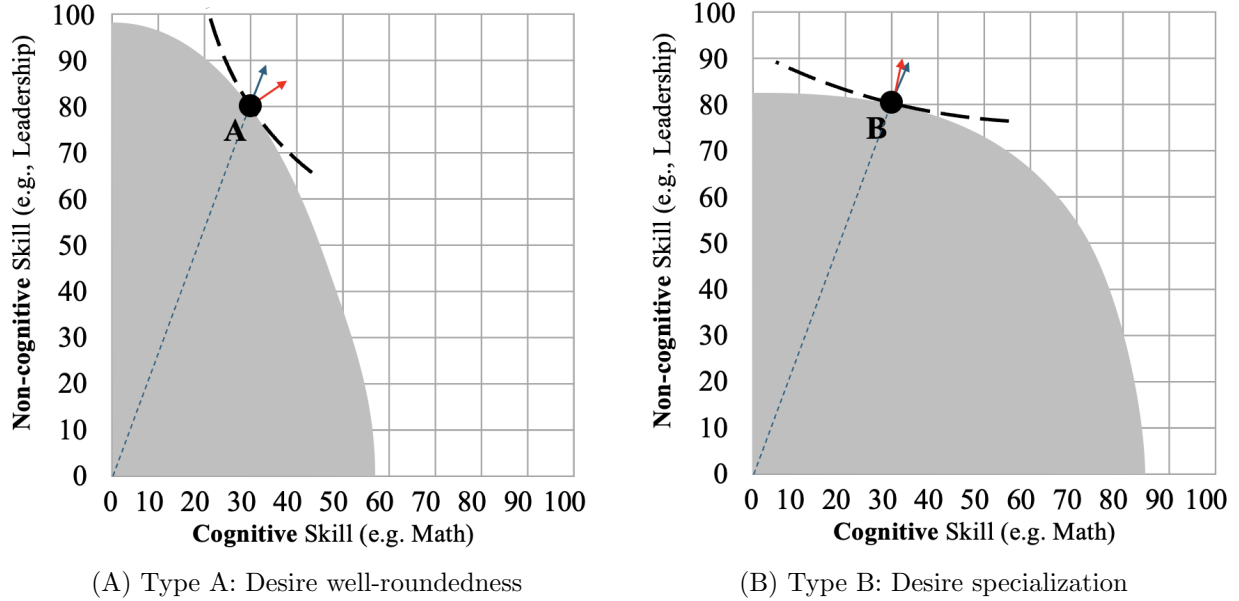 Non-cognitive Skill (e.g., Leadership)
100
90
80
70
60
50
40
30
20
10
0
A
0 10 20 30 40 50 60 70 80 90 100
Cognitive Skill (e.g. Math)
(A) Type A: Desire well-roundedness
Non-cognitive Skill (e.g., Leadership)
100
90
80
70
60
50
40
30
20
10
0
B
0 10 20 30 40 50 60 70 80 90 100
Cognitive Skill (e.g. Math)
(B) Type B: Desire specialization